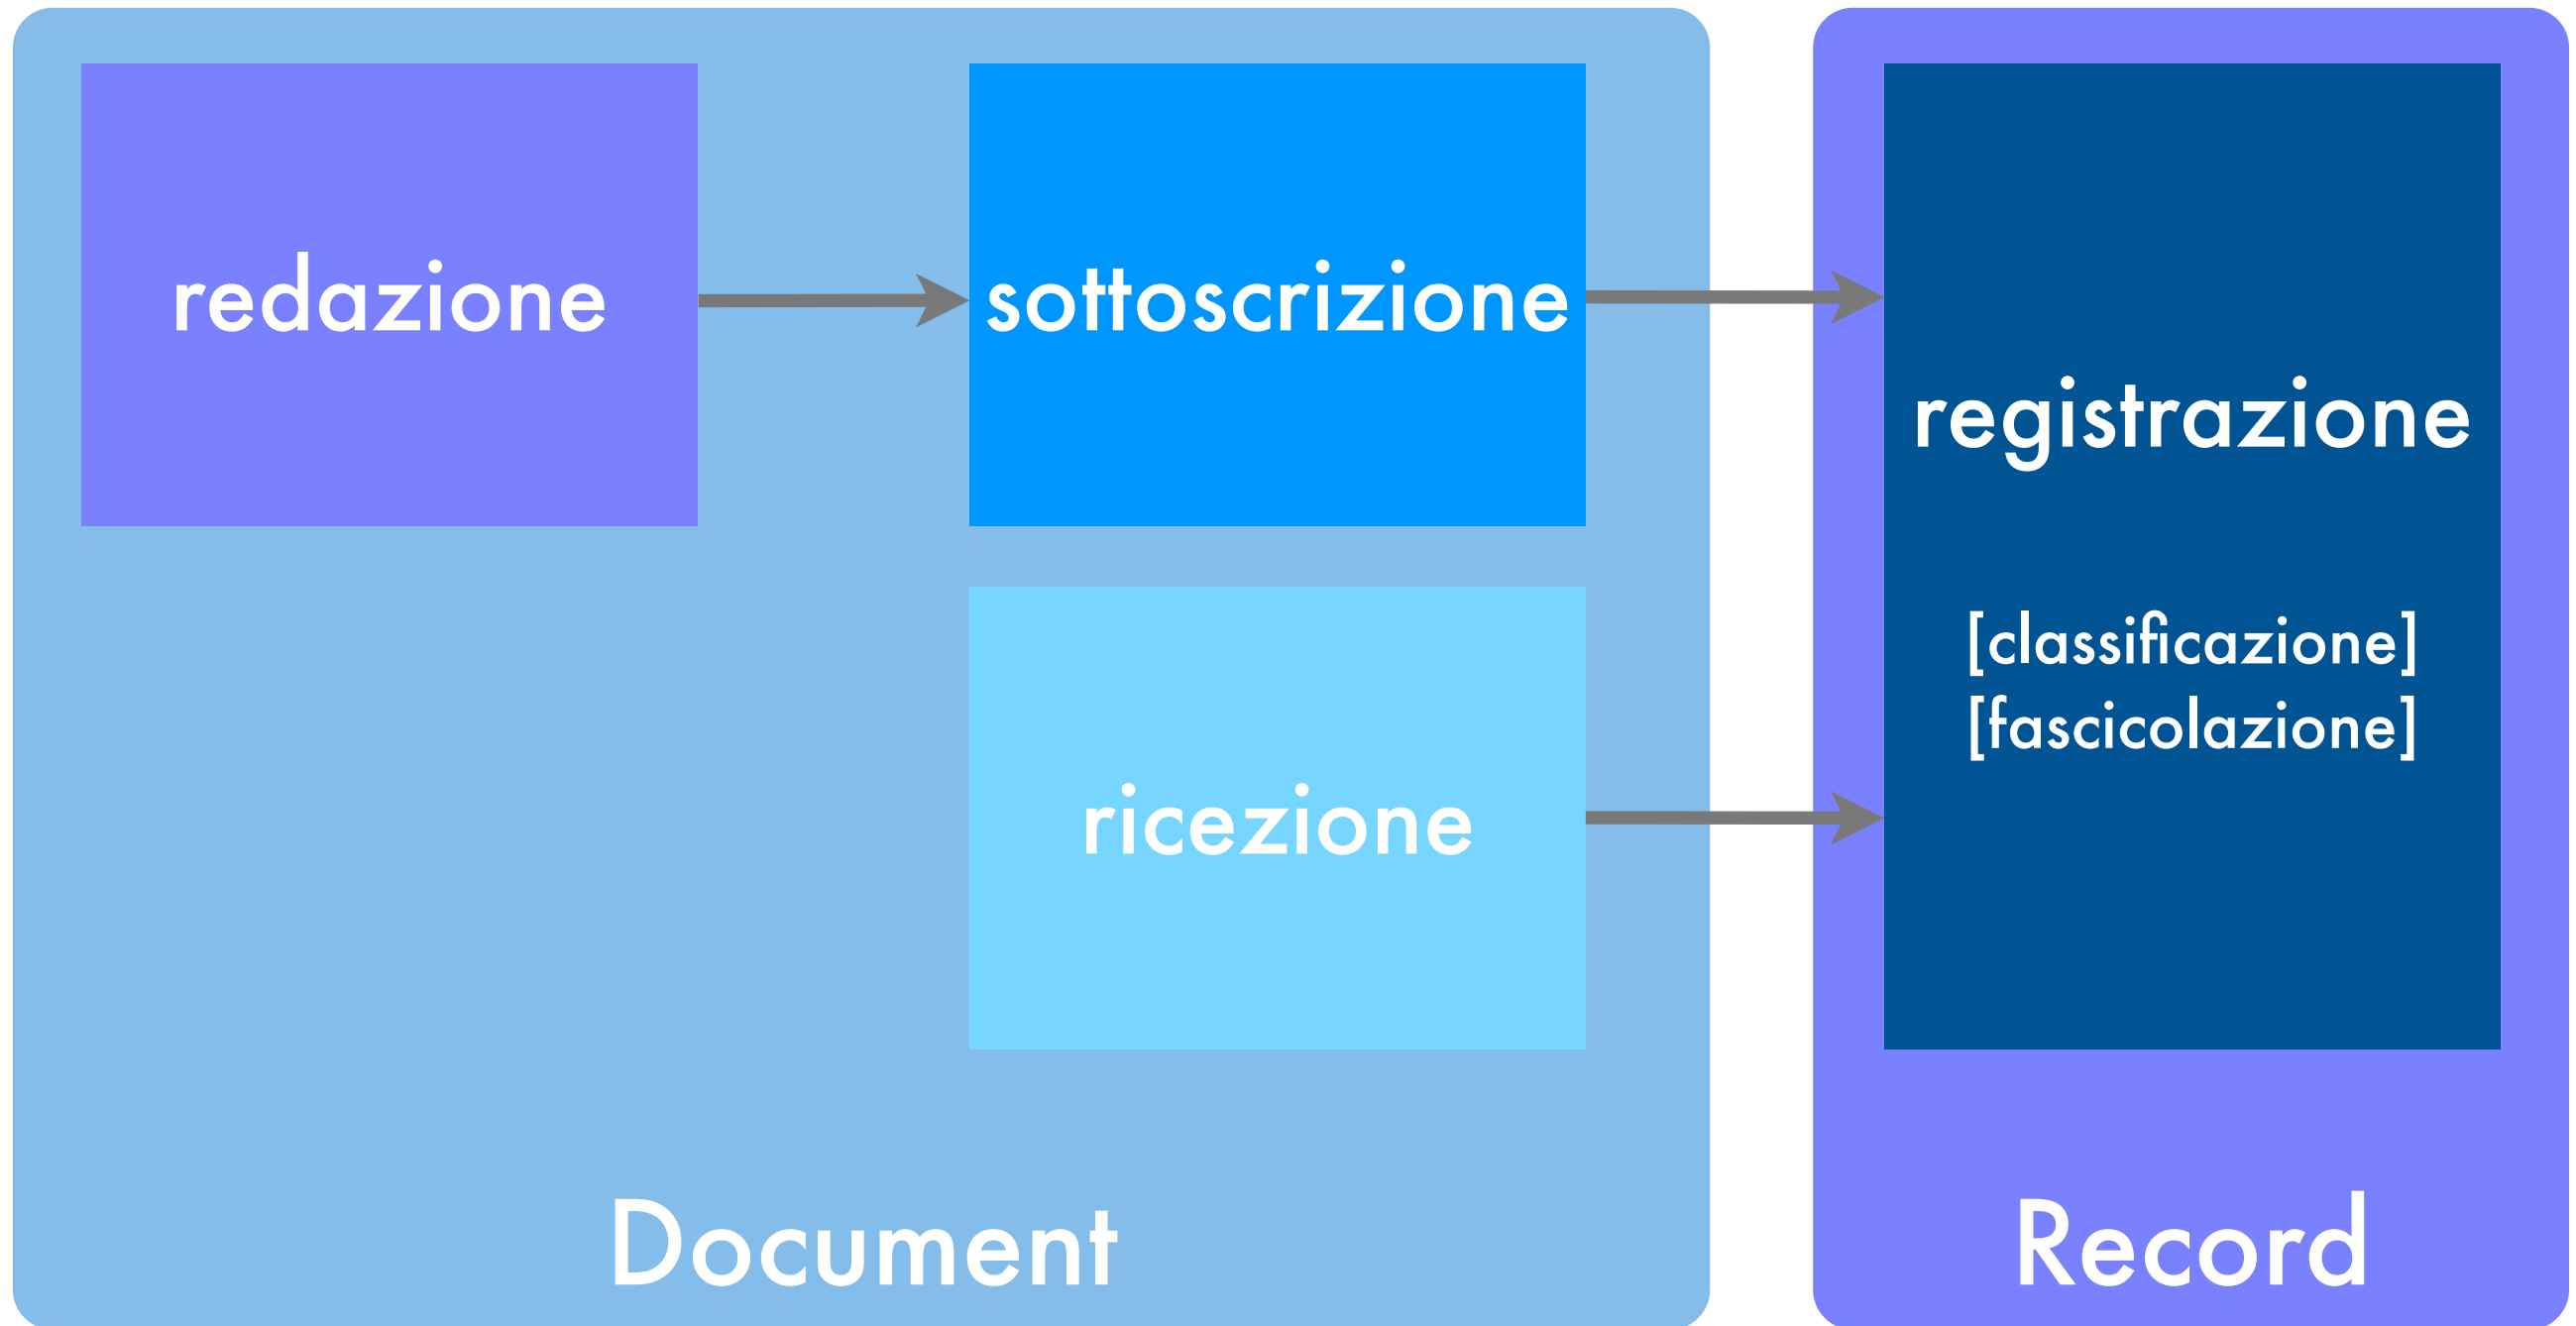 redazione
sottoscrizione
ricezione
Document
registrazione
[classificazione]
[fascicolazione]
Record